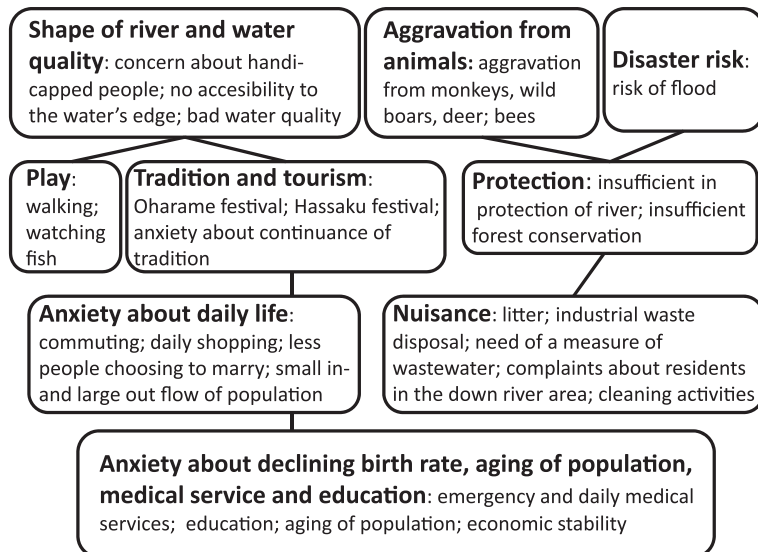 Shape of river and water
quality: concern about handi-
capped people; no accesibility to
the water's edge; bad water quality
Aggravation from
animals: aggravation
from monkeys, wild
boars, deer; bees
Disaster risk:
risk of flood
Play:
walking;
watching
fish
Tradition and tourism:
Oharame festival; Hassaku festival;
anxiety about continuance of
tradition
Protection: insufficient in
protection of river; insufficient
forest conservation
Anxiety about daily life:
commuting; daily shopping; less
people choosing to marry; small in-
and large out flow of population
Nuisance: litter; industrial waste
disposal; need of a measure of
wastewater; complaints about residents
in the down river area; cleaning activities
Anxiety about declining birth rate, aging of population,
medical service and education: emergency and daily medical
services; education; aging of population; economic stability